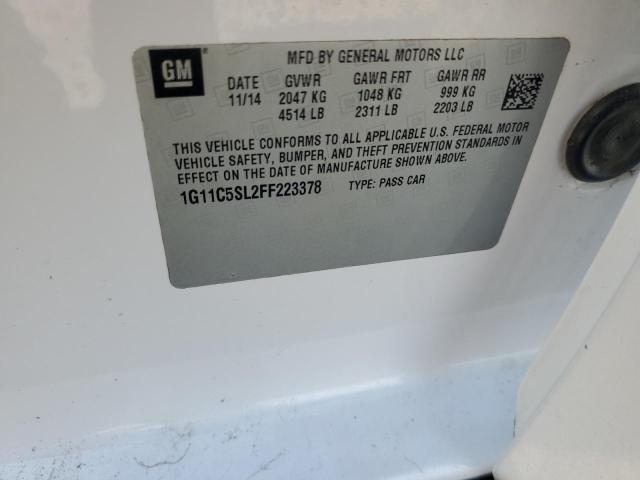 GM
MFD BY GENERAL MOTORS LLC
DATE GVWR GAWR FRT GAWR RR
11/14 2047 KG 1048 KG 999 KG
4514 LB 2311 LB 2203 LB
THIS VEHICLE CONFORMS TO ALL APPLICABLE U.S. FEDERAL MOTOR
VEHICLE SAFETY, BUMPER, AND THEFT PREVENTION STANDARDS IN
EFFECT ON THE DATE OF MANUFACTURE SHOWN ABOVE.
1G11C5SL2FF223378 TYPE: PASS CAR